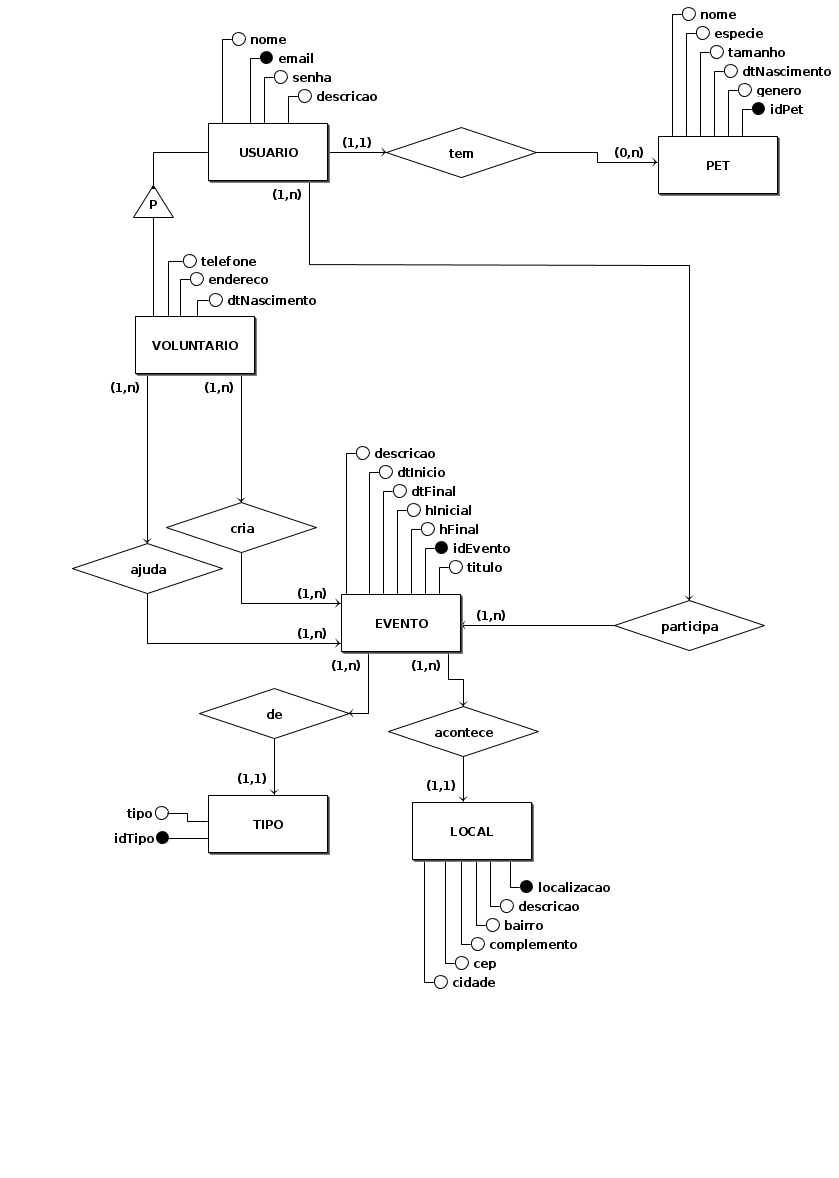 nome
email
senha
descricao
USUARIO
(1,1)
tem
(0,n)
nome
especie
tamanho
dtNascimento
genero
idPet
PET
(1,n)
P
telefone
endereco
dtNascimento
VOLUNTARIO
(1,n)
(1,n)
cria
ajuda
(1,n)
(1,n)
descricao
dtInicio
dtFinal
hInicial
hFinal
idEvento
titulo
EVENTO
(1,n)
participa
(1,n)
(1,n)
de
acontece
(1,1)
(1,1)
tipo
idTipo
TIPO
LOCAL
localizacao
descricao
bairro
complemento
cep
cidade